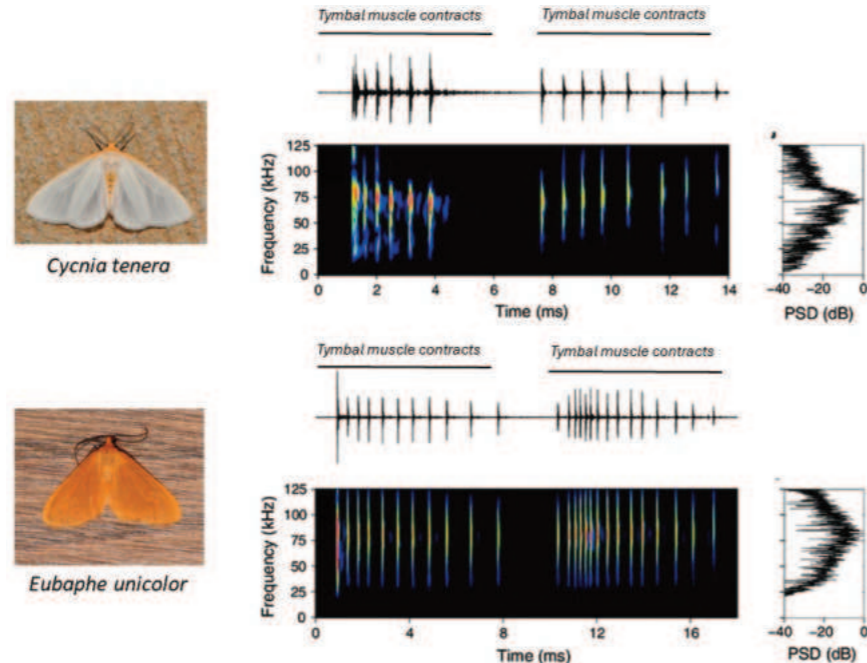 Tymbal muscle contracts Tymbal muscle contracts
125
100
75
50
25
0
Frequency (kHz)
0 2 4 6 8 10 12 14
Time (ms)
-40 -20 0
PSD (dB)
Cycnia tenera
Tymbal muscle contracts Tymbal muscle contracts
125
100
75
50
25
0
Frequency (kHz)
0 4 8 12 16
Time (ms)
-40 -20 0
PSD (dB)
Eubaphe unicolor